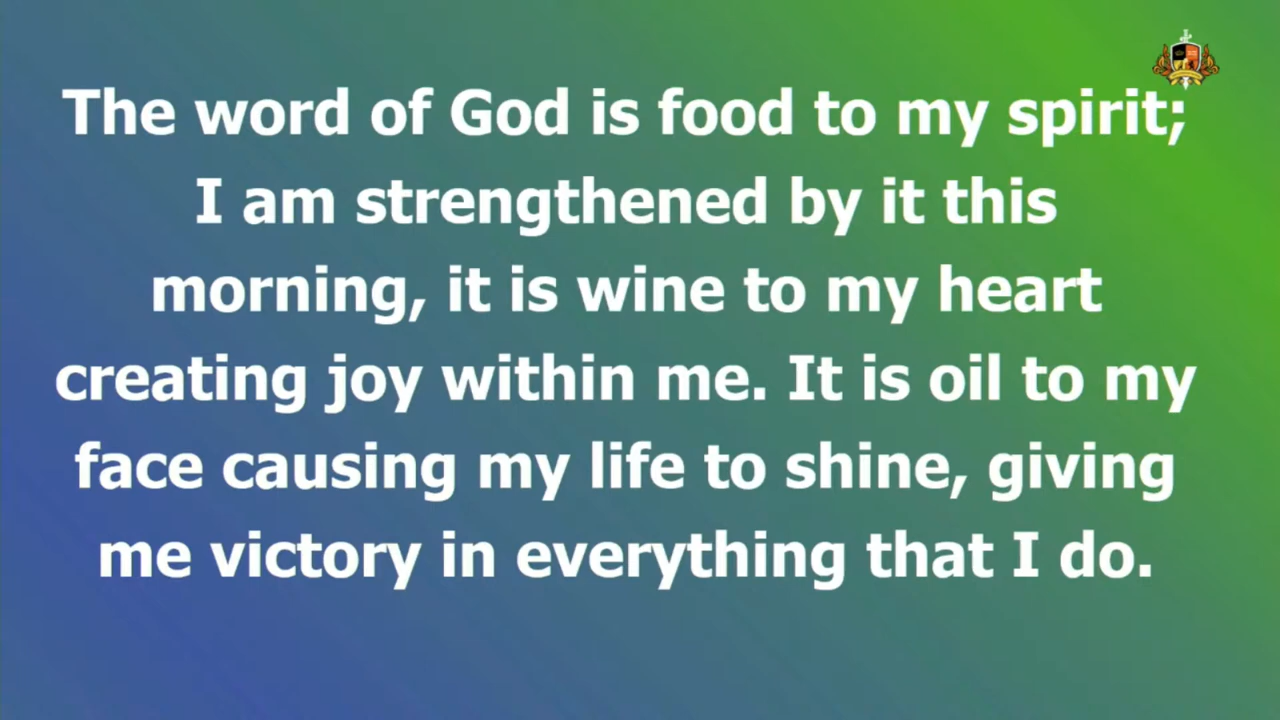 The word of God is food to my spirit;
I am strengthened by it this
morning, it is wine to my heart
creating joy within me. It is oil to my
face causing my life to shine, giving
me victory in everything that I do.